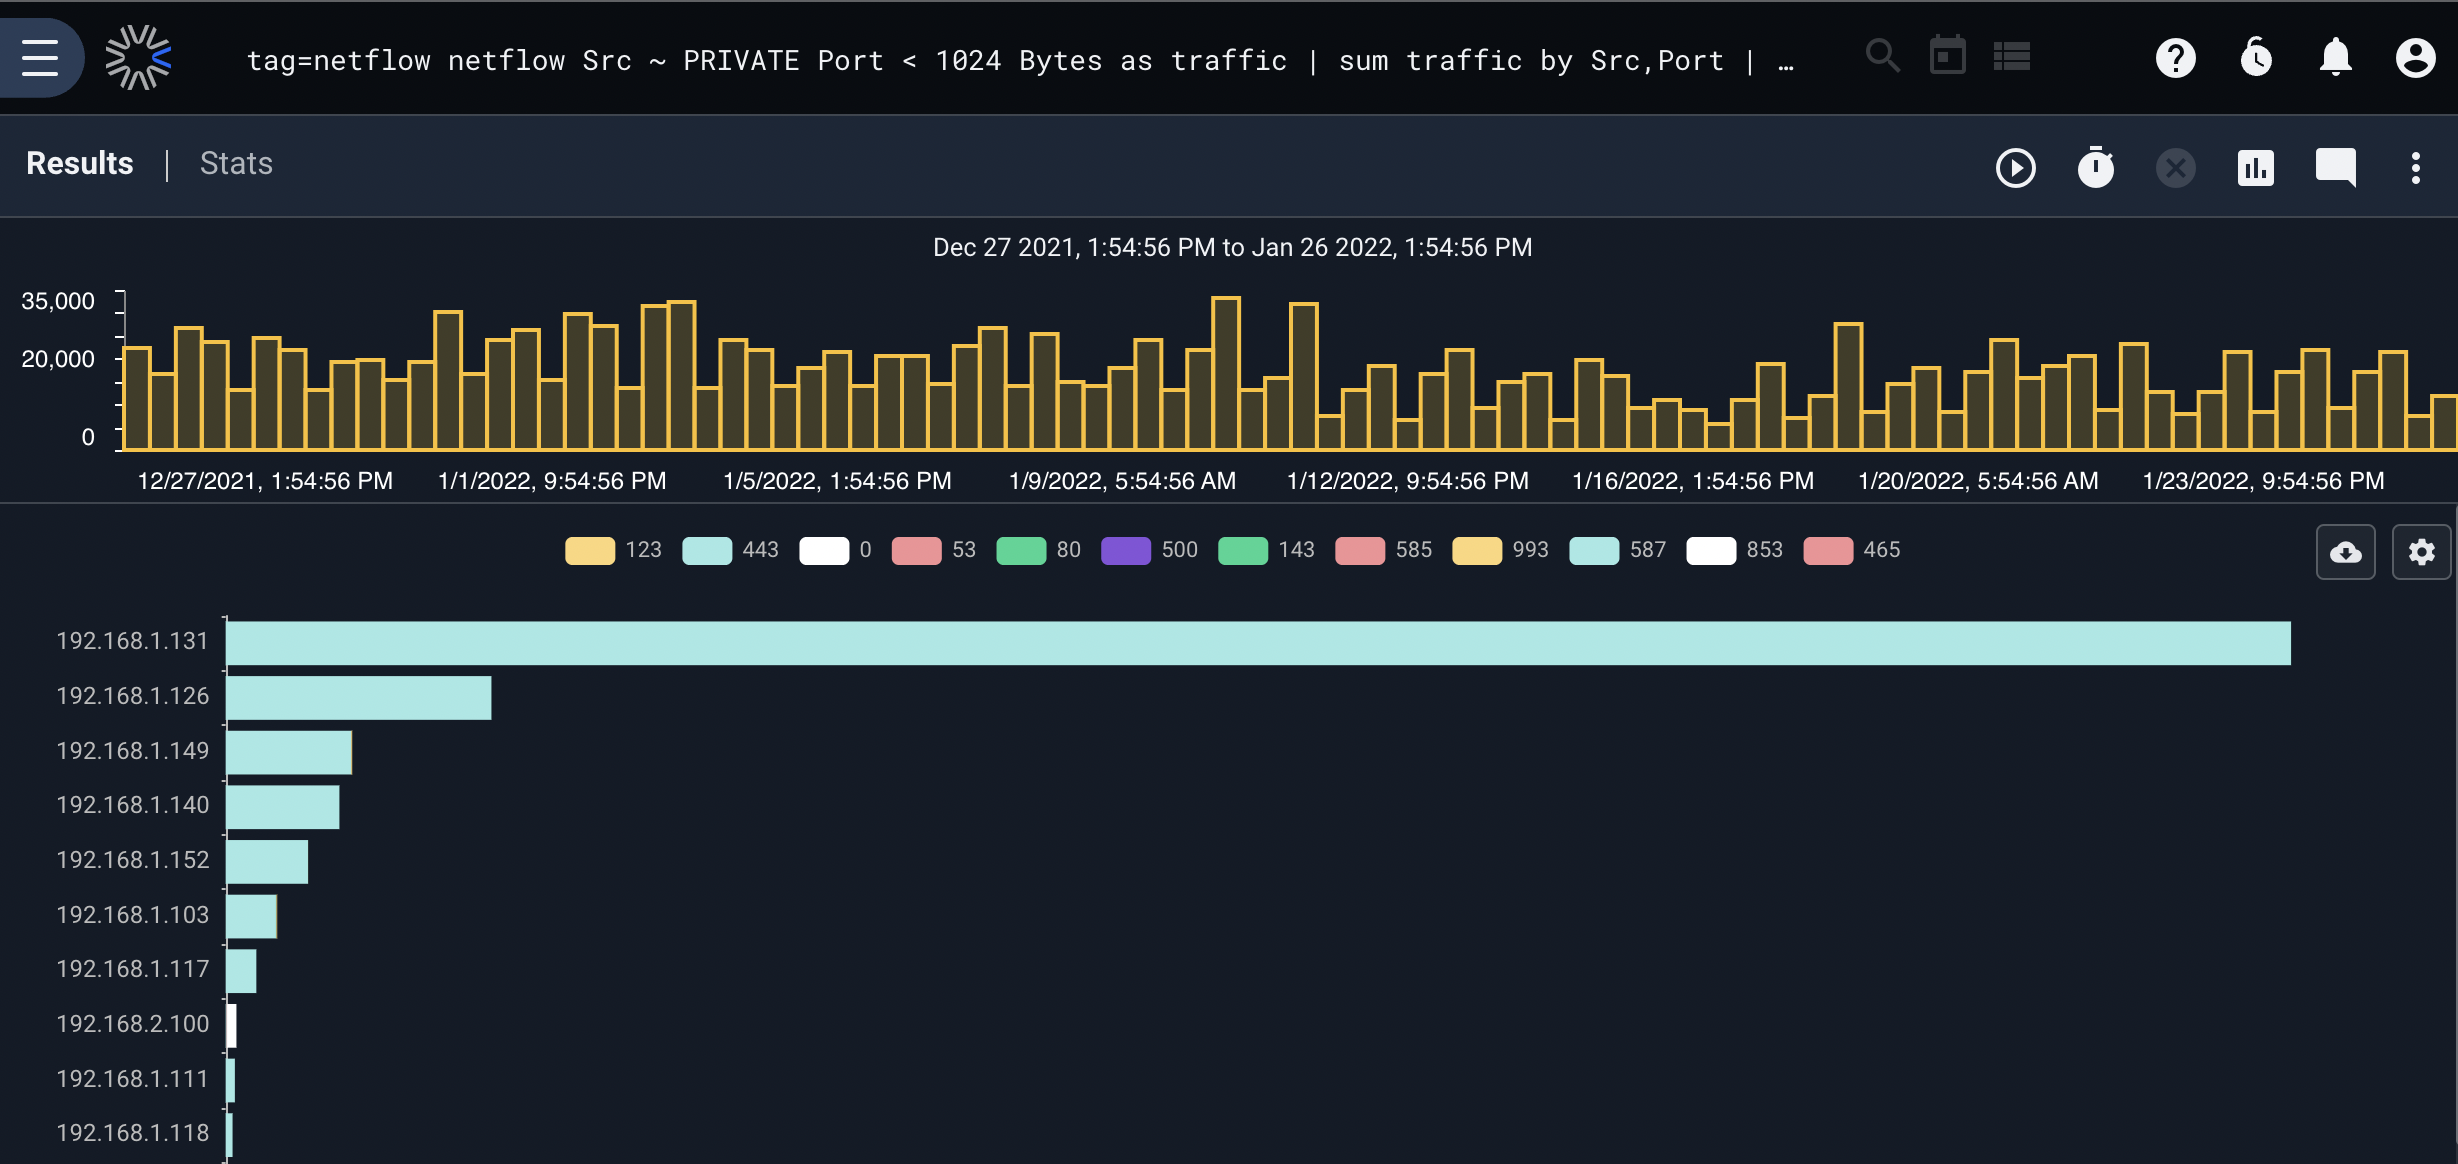 tag=netflow netflow Src ~ PRIVATE Port < 1024 Bytes as traffic | sum traffic by Src,Port | …
Results | Stats
Dec 27 2021, 1:54:56 PM to Jan 26 2022, 1:54:56 PM
35,000
20,000
0
12/27/2021, 1:54:56 PM 1/1/2022, 9:54:56 PM 1/5/2022, 1:54:56 PM 1/9/2022, 5:54:56 AM 1/12/2022, 9:54:56 PM 1/16/2022, 1:54:56 PM 1/20/2022, 5:54:56 AM 1/23/2022, 9:54:56 PM
123 443 0 53 80 500 143 585 993 587 853 465
192.168.1.131
192.168.1.126
192.168.1.149
192.168.1.140
192.168.1.152
192.168.1.103
192.168.1.117
192.168.2.100
192.168.1.111
192.168.1.118